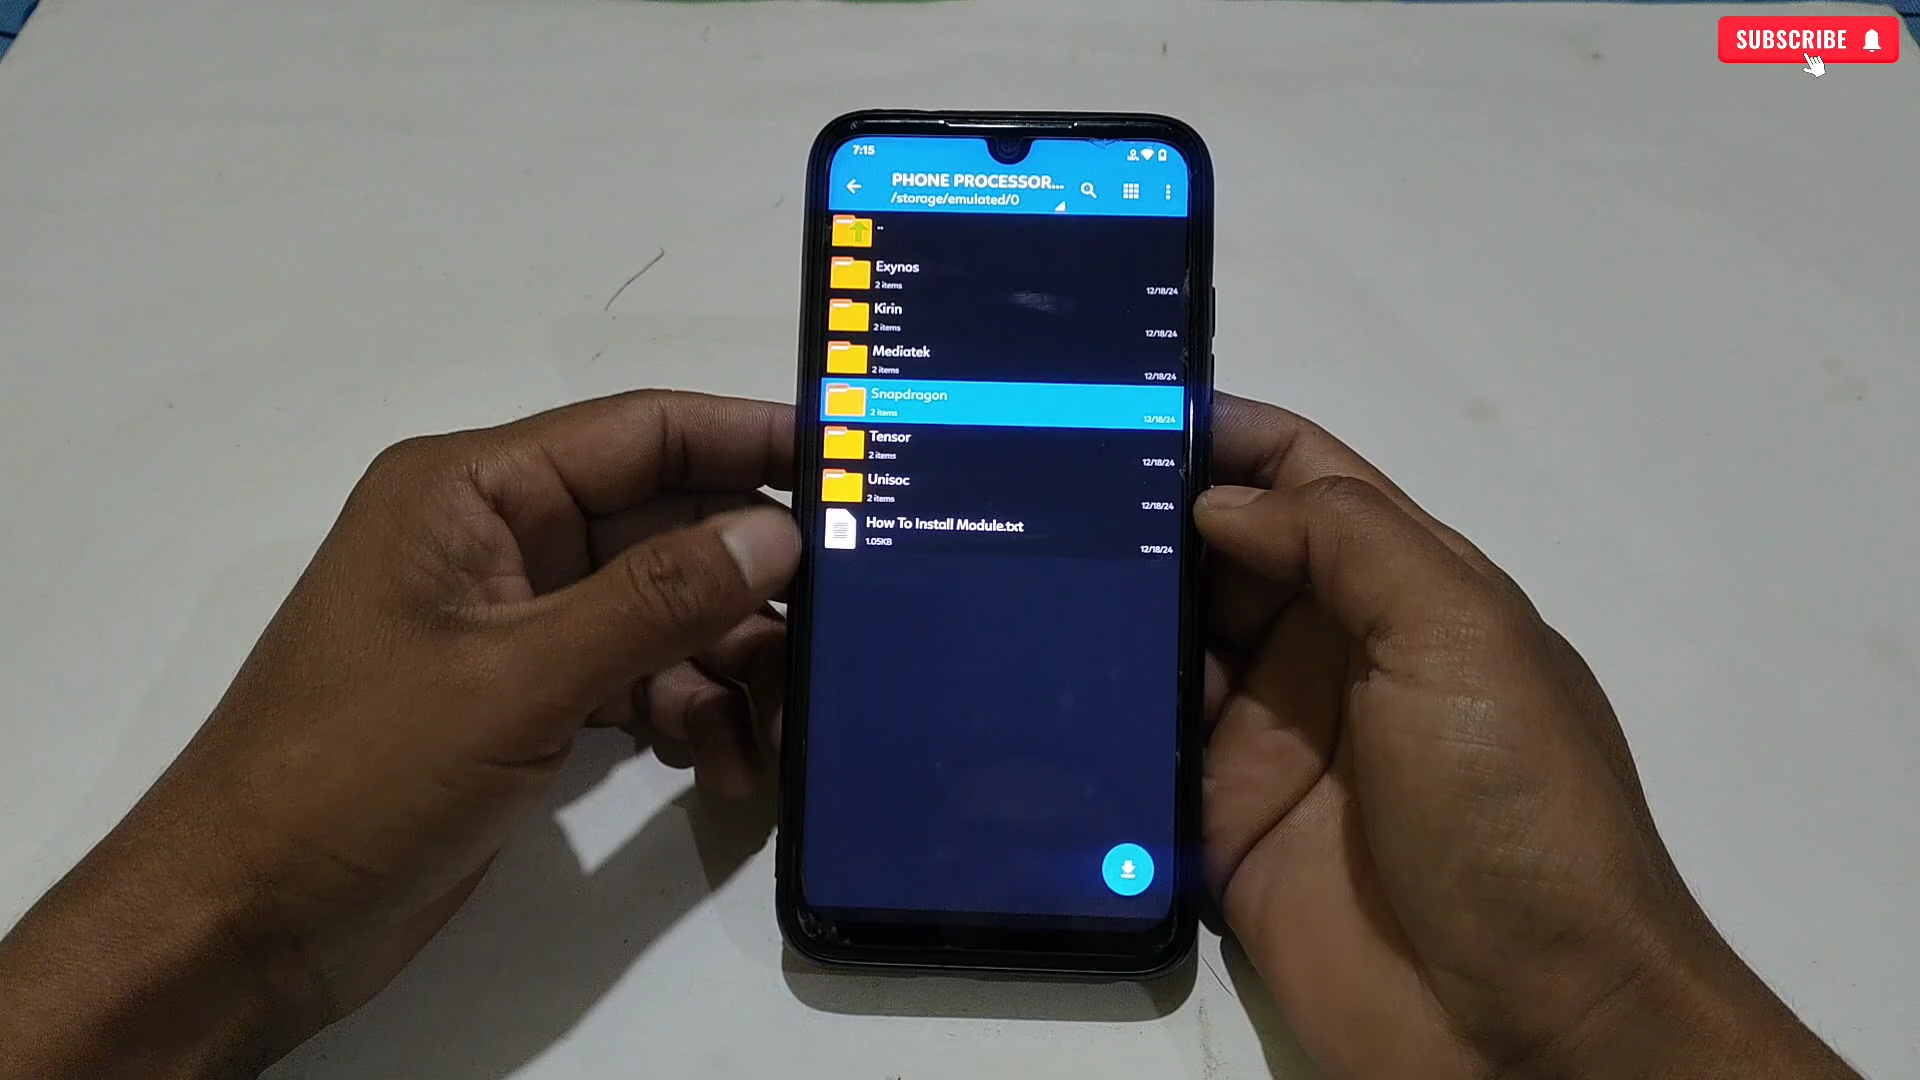 SUBSCRIBE
7:15
PHONE PROCESSOR...
/storage/emulated/0
..
Exynos
2 items
12/18/24
Kirin
2 items
12/18/24
Mediatek
2 items
12/18/24
Snapdragon
2 items
12/18/24
Tensor
2 items
12/18/24
Unisoc
2 items
12/18/24
How To Install Module.txt
1.05KB
12/18/24